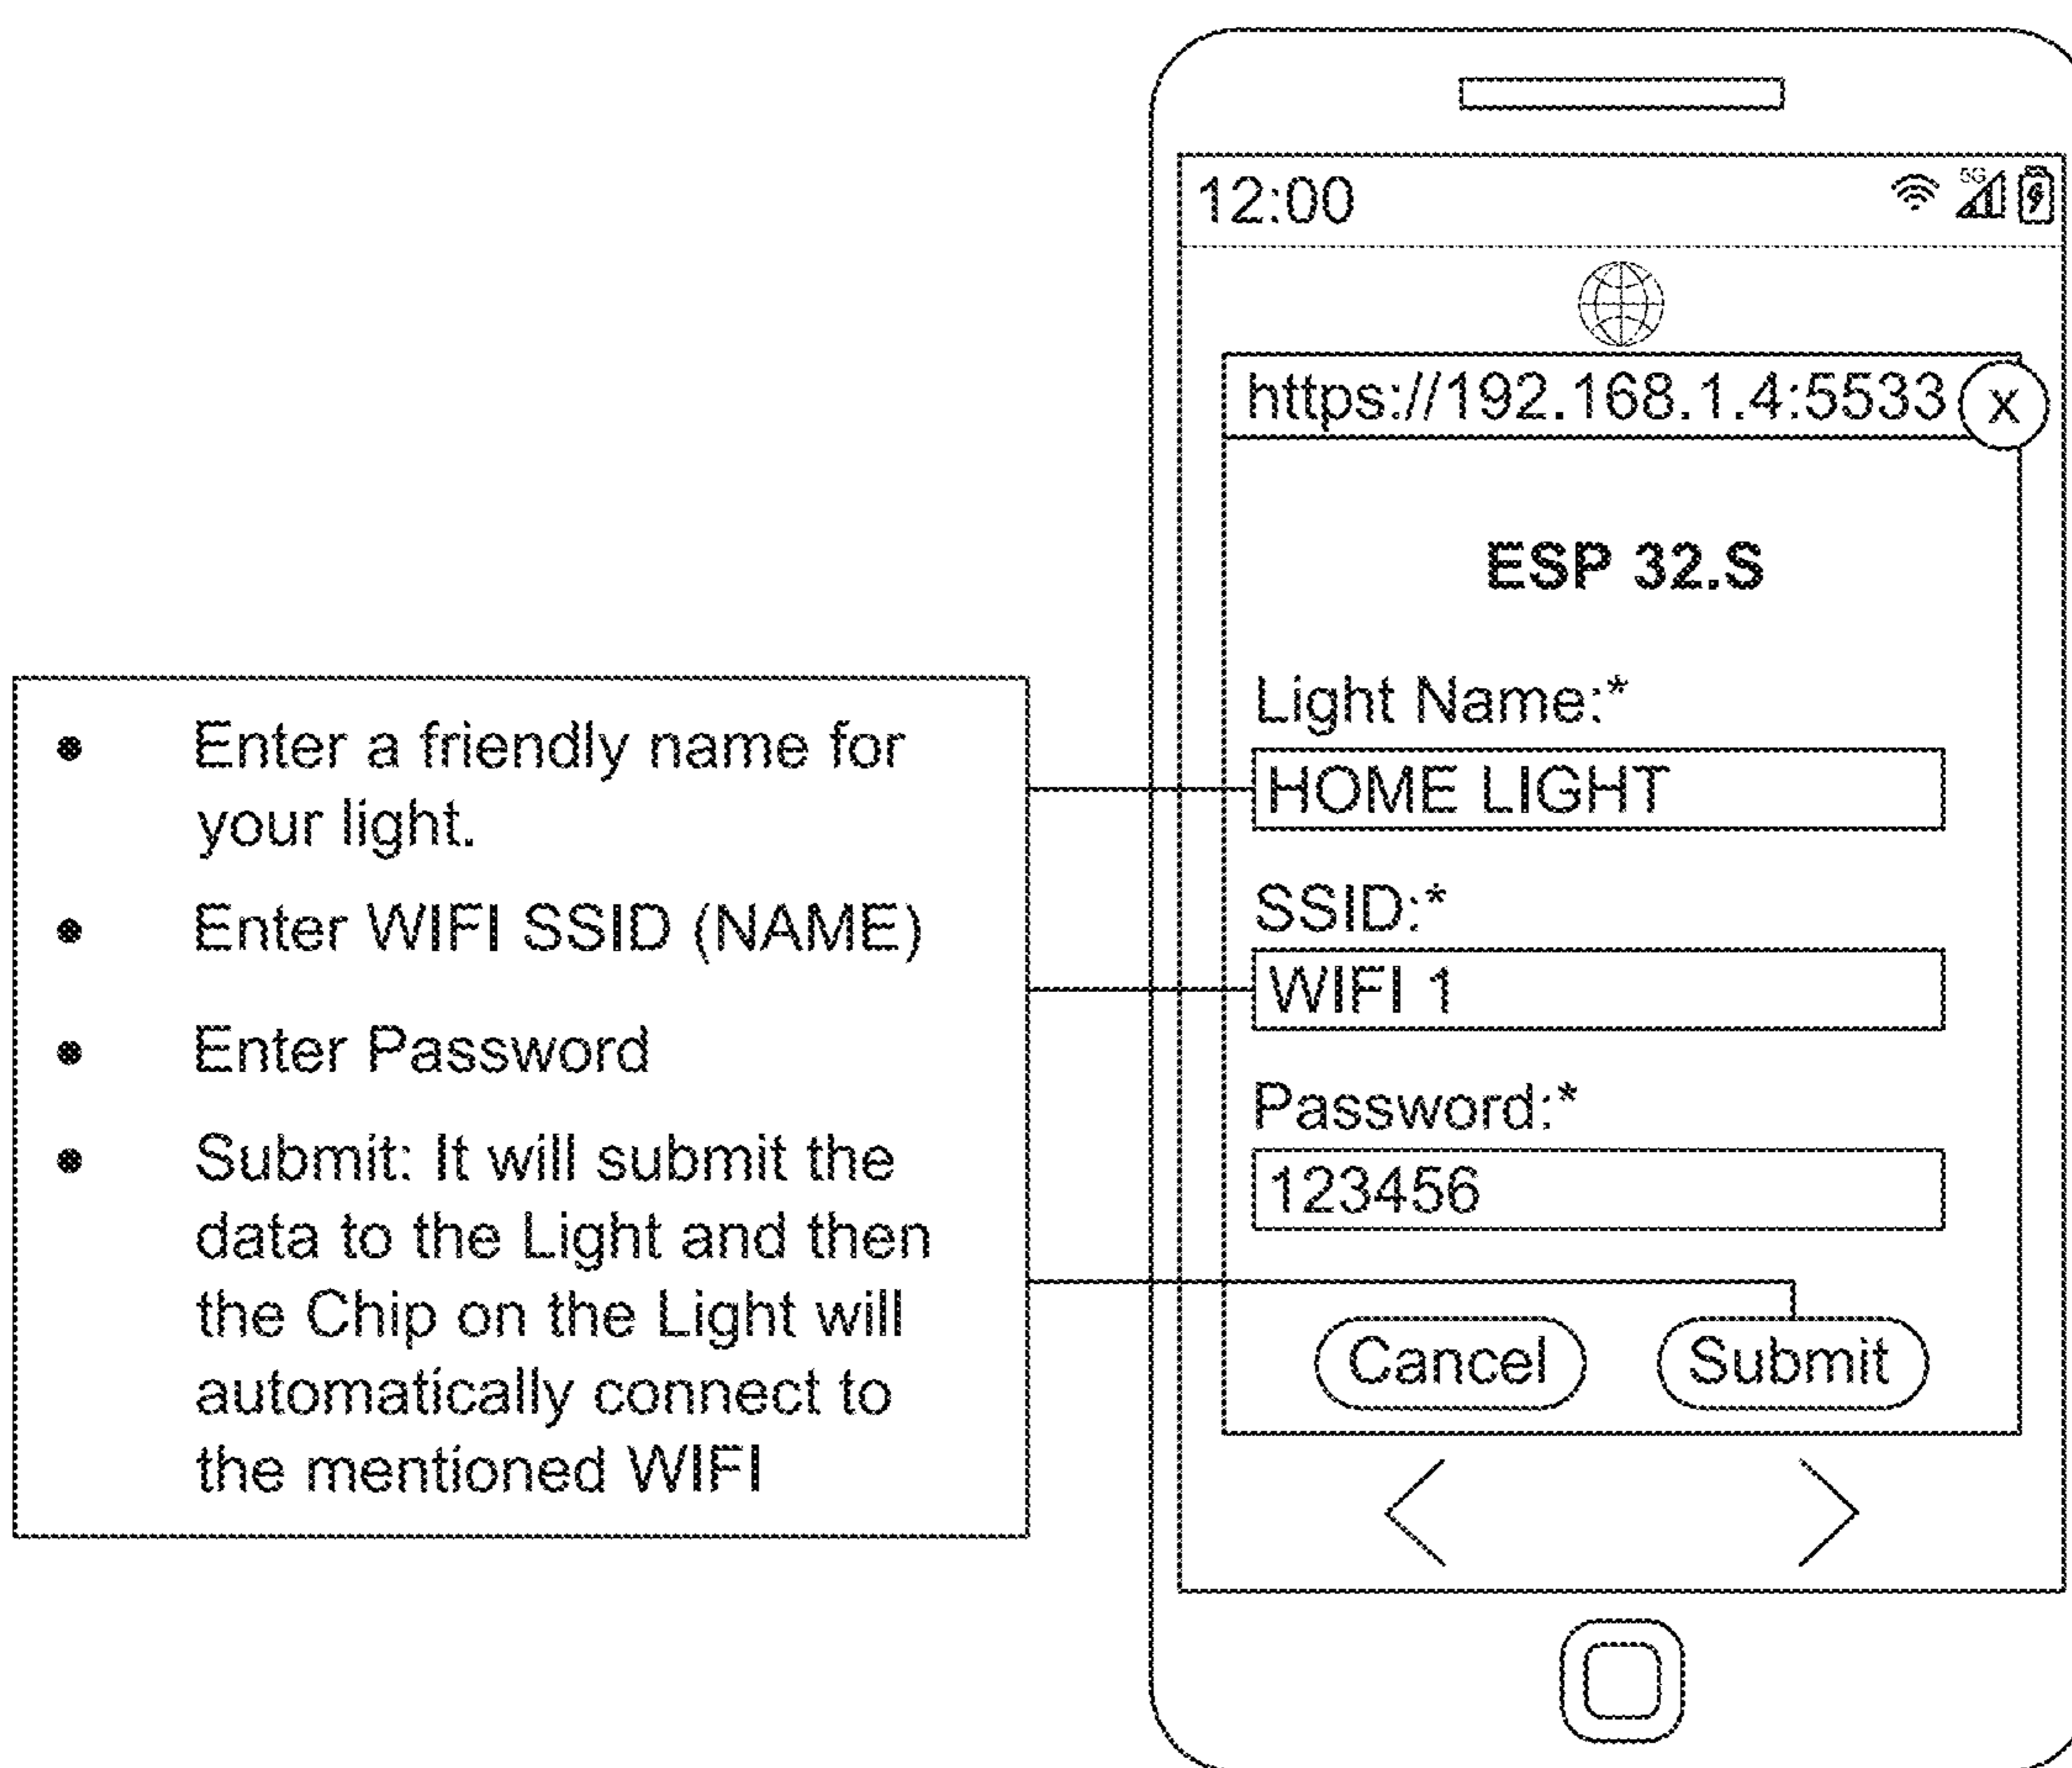 • Enter a friendly name for
your light.
• Enter WIFI SSID (NAME)
• Enter Password
• Submit: It will submit the
data to the Light and then
the Chip on the Light will
automatically connect to
the mentioned WIFI
12:00 5G
https://192.168.1.4:5533 X
ESP 32.S
Light Name:*
HOME LIGHT
SSID:*
WIFI 1
Password:*
123456
Cancel Submit